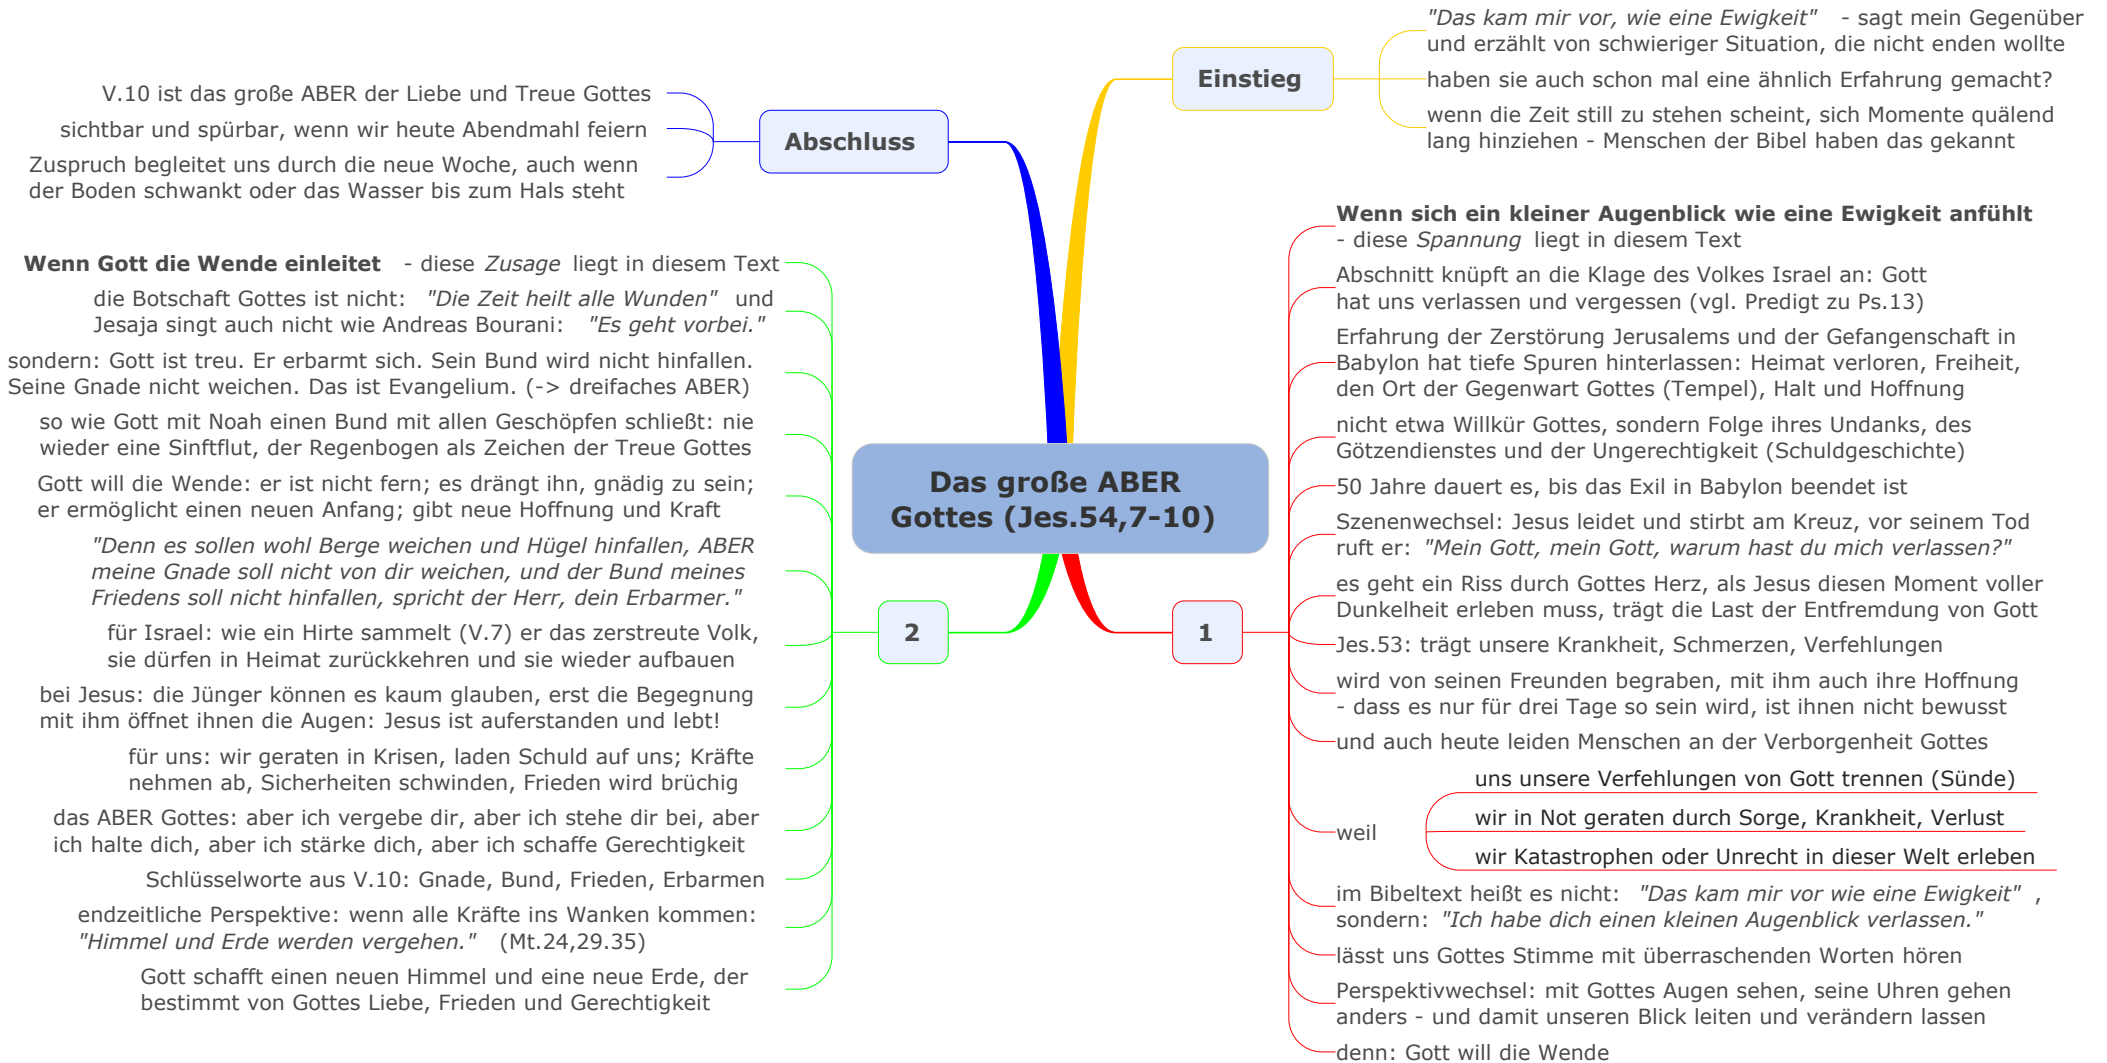 Das große ABER
Gottes (Jes.54,7-10)
Einstieg
"Das kam mir vor, wie eine Ewigkeit" - sagt mein Gegenüber
und erzählt von schwieriger Situation, die nicht enden wollte
haben sie auch schon mal eine ähnlich Erfahrung gemacht?
wenn die Zeit still zu stehen scheint, sich Momente quälend
lang hinziehen - Menschen der Bibel haben das gekannt
1
Wenn sich ein kleiner Augenblick wie eine Ewigkeit anfühlt
- diese Spannung liegt in diesem Text
Abschnitt knüpft an die Klage des Volkes Israel an: Gott
hat uns verlassen und vergessen (vgl. Predigt zu Ps.13)
Erfahrung der Zerstörung Jerusalems und der Gefangenschaft in
Babylon hat tiefe Spuren hinterlassen: Heimat verloren, Freiheit,
den Ort der Gegenwart Gottes (Tempel), Halt und Hoffnung
nicht etwa Willkür Gottes, sondern Folge ihres Undanks, des
Götzendienstes und der Ungerechtigkeit (Schuldgeschichte)
50 Jahre dauert es, bis das Exil in Babylon beendet ist
Szenenwechsel: Jesus leidet und stirbt am Kreuz, vor seinem Tod
ruft er: "Mein Gott, mein Gott, warum hast du mich verlassen?"
es geht ein Riss durch Gottes Herz, als Jesus diesen Moment voller
Dunkelheit erleben muss, trägt die Last der Entfremdung von Gott
Jes.53: trägt unsere Krankheit, Schmerzen, Verfehlungen
wird von seinen Freunden begraben, mit ihm auch ihre Hoffnung
- dass es nur für drei Tage so sein wird, ist ihnen nicht bewusst
und auch heute leiden Menschen an der Verborgenheit Gottes
weil
uns unsere Verfehlungen von Gott trennen (Sünde)
wir in Not geraten durch Sorge, Krankheit, Verlust
wir Katastrophen oder Unrecht in dieser Welt erleben
im Bibeltext heißt es nicht: "Das kam mir vor wie eine Ewigkeit" ,
sondern: "Ich habe dich einen kleinen Augenblick verlassen."
lässt uns Gottes Stimme mit überraschenden Worten hören
Perspektivwechsel: mit Gottes Augen sehen, seine Uhren gehen
anders - und damit unseren Blick leiten und verändern lassen
denn: Gott will die Wende
2
Wenn Gott die Wende einleitet - diese Zusage liegt in diesem Text
die Botschaft Gottes ist nicht: "Die Zeit heilt alle Wunden" und
Jesaja singt auch nicht wie Andreas Bourani: "Es geht vorbei."
sondern: Gott ist treu. Er erbarmt sich. Sein Bund wird nicht hinfallen.
Seine Gnade nicht weichen. Das ist Evangelium. (-> dreifaches ABER)
so wie Gott mit Noah einen Bund mit allen Geschöpfen schließt: nie
wieder eine Sinftflut, der Regenbogen als Zeichen der Treue Gottes
Gott will die Wende: er ist nicht fern; es drängt ihn, gnädig zu sein;
er ermöglicht einen neuen Anfang; gibt neue Hoffnung und Kraft
"Denn es sollen wohl Berge weichen und Hügel hinfallen, ABER
meine Gnade soll nicht von dir weichen, und der Bund meines
Friedens soll nicht hinfallen, spricht der Herr, dein Erbarmer."
für Israel: wie ein Hirte sammelt (V.7) er das zerstreute Volk,
sie dürfen in Heimat zurückkehren und sie wieder aufbauen
bei Jesus: die Jünger können es kaum glauben, erst die Begegnung
mit ihm öffnet ihnen die Augen: Jesus ist auferstanden und lebt!
für uns: wir geraten in Krisen, laden Schuld auf uns; Kräfte
nehmen ab, Sicherheiten schwinden, Frieden wird brüchig
das ABER Gottes: aber ich vergebe dir, aber ich stehe dir bei, aber
ich halte dich, aber ich stärke dich, aber ich schaffe Gerechtigkeit
Schlüsselworte aus V.10: Gnade, Bund, Frieden, Erbarmen
endzeitliche Perspektive: wenn alle Kräfte ins Wanken kommen:
"Himmel und Erde werden vergehen." (Mt.24,29.35)
Gott schafft einen neuen Himmel und eine neue Erde, der
bestimmt von Gottes Liebe, Frieden und Gerechtigkeit
Abschluss
V.10 ist das große ABER der Liebe und Treue Gottes
sichtbar und spürbar, wenn wir heute Abendmahl feiern
Zuspruch begleitet uns durch die neue Woche, auch wenn
der Boden schwankt oder das Wasser bis zum Hals steht